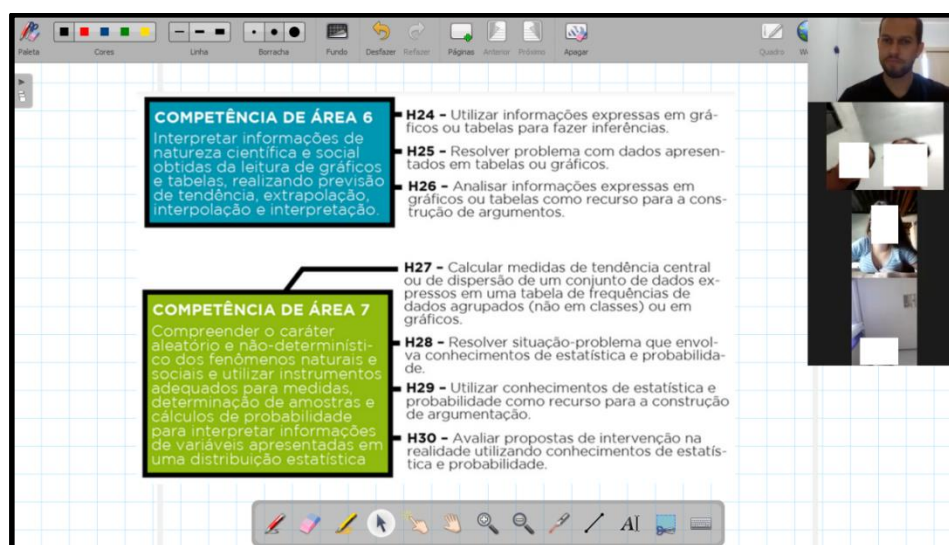 Paleta
Cores
Linha
Borracha
Fundo
Desfazer
Refazer
Páginas
Anterior
Próximo
Apagar
Quadro
COMPETÊNCIA DE ÁREA 6
Interpretar informações de
natureza científica e social
obtidas da leitura de gráficos
e tabelas, realizando previsão
de tendência, extrapolação,
interpolação e interpretação.
H24 – Utilizar informações expressas em grá-
ficos ou tabelas para fazer inferências.
H25 – Resolver problema com dados apresen-
tados em tabelas ou gráficos.
H26 – Analisar informações expressas em
gráficos ou tabelas como recurso para a cons-
trução de argumentos.
COMPETÊNCIA DE ÁREA 7
Compreender o caráter
aleatório e não-determinísti-
co dos fenômenos naturais e
sociais e utilizar instrumentos
adequados para medidas,
determinação de amostras e
cálculos de probabilidade
para interpretar informações
de variáveis apresentadas em
uma distribuição estatística
H27 – Calcular medidas de tendência central
ou de dispersão de um conjunto de dados ex-
pressos em uma tabela de frequências de
dados agrupados (não em classes) ou em
gráficos.
H28 – Resolver situação-problema que envol-
va conhecimentos de estatística e probabilida-
de.
H29 – Utilizar conhecimentos de estatística e
probabilidade como recurso para a construção
de argumentação.
H30 – Avaliar propostas de intervenção na
realidade utilizando conhecimentos de estatís-
tica e probabilidade.
AI